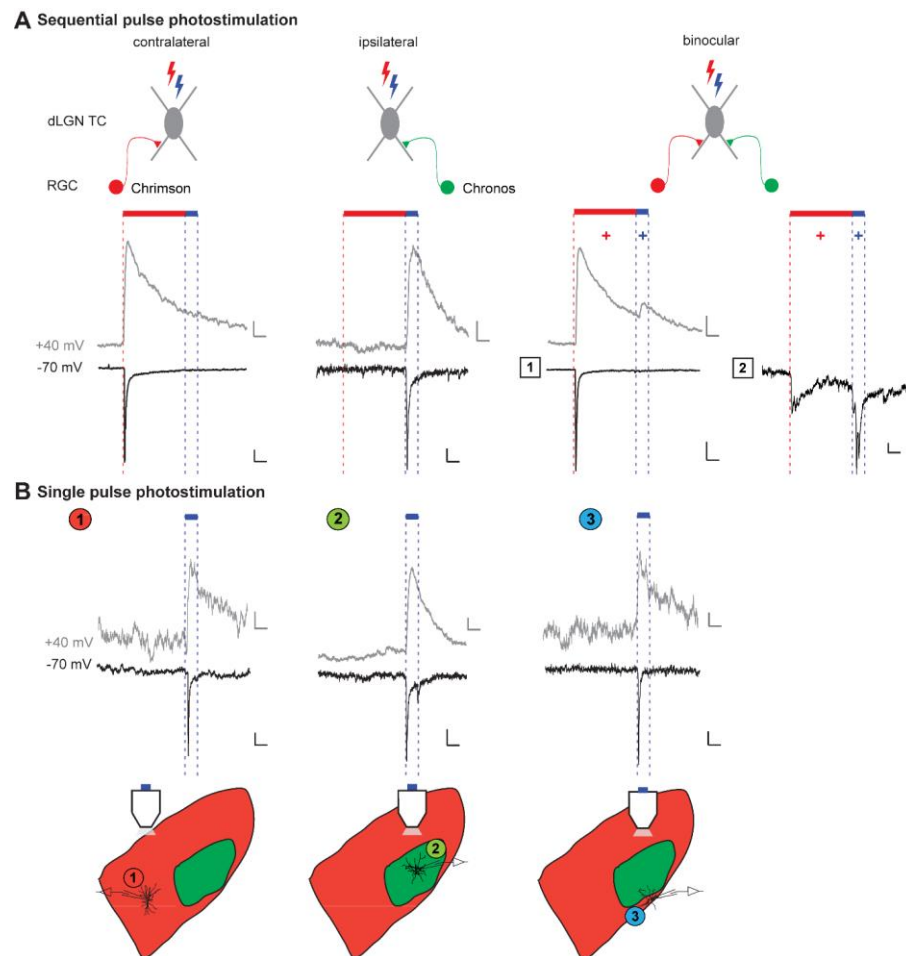 A Sequential pulse photostimulation
contralateral ipsilateral binocular
dLGN TC
RGC Chrimson Chronos
+ + + +
+40 mV
-70 mV 1 2
B Single pulse photostimulation
1 2 3
+40 mV
-70 mV
1 2 3